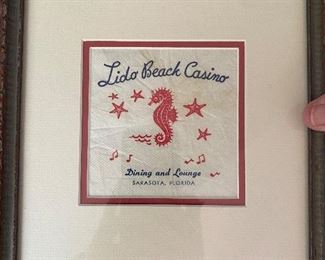 Lido Beach Casino
Dining and Lounge
SARASOTA, FLORIDA